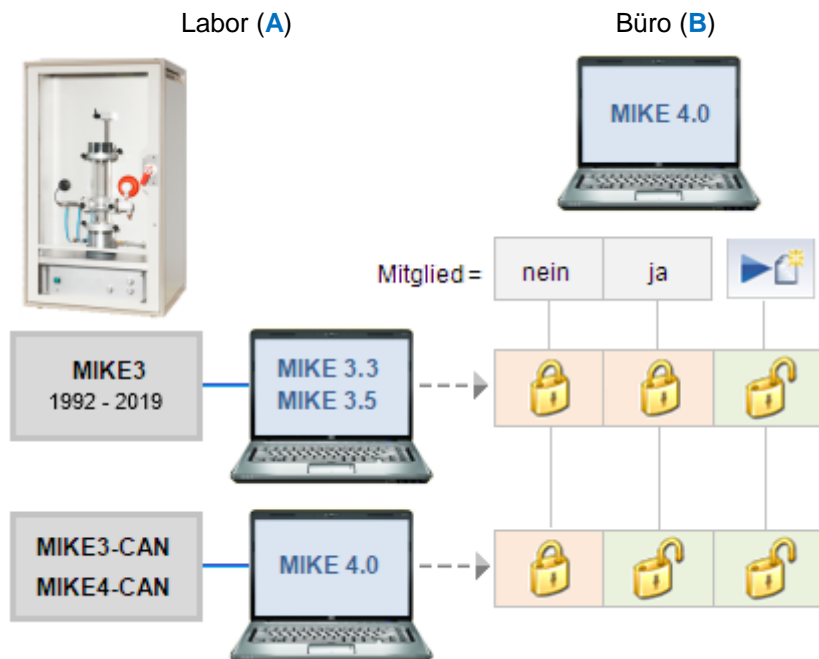 Labor (A)
Büro (B)
MIKE 4.0
Mitglied =
nein
ja
MIKE3
1992 - 2019
MIKE 3.3
MIKE 3.5
MIKE3-CAN
MIKE4-CAN
MIKE 4.0